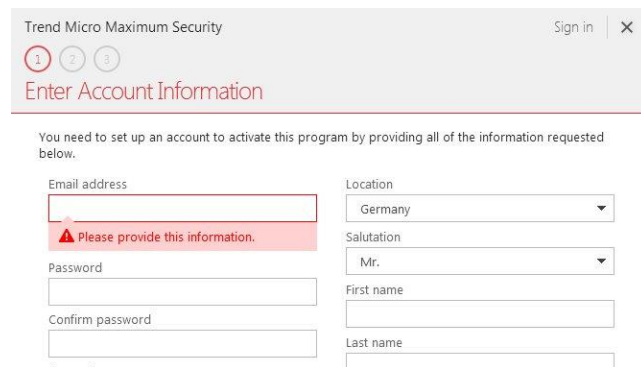 Trend Micro Maximum Security
Sign in
1 2 3
Enter Account Information
You need to set up an account to activate this program by providing all of the information requested
below.
Email address
Please provide this information.
Password
Confirm password
Location
Germany
Salutation
Mr.
First name
Last name